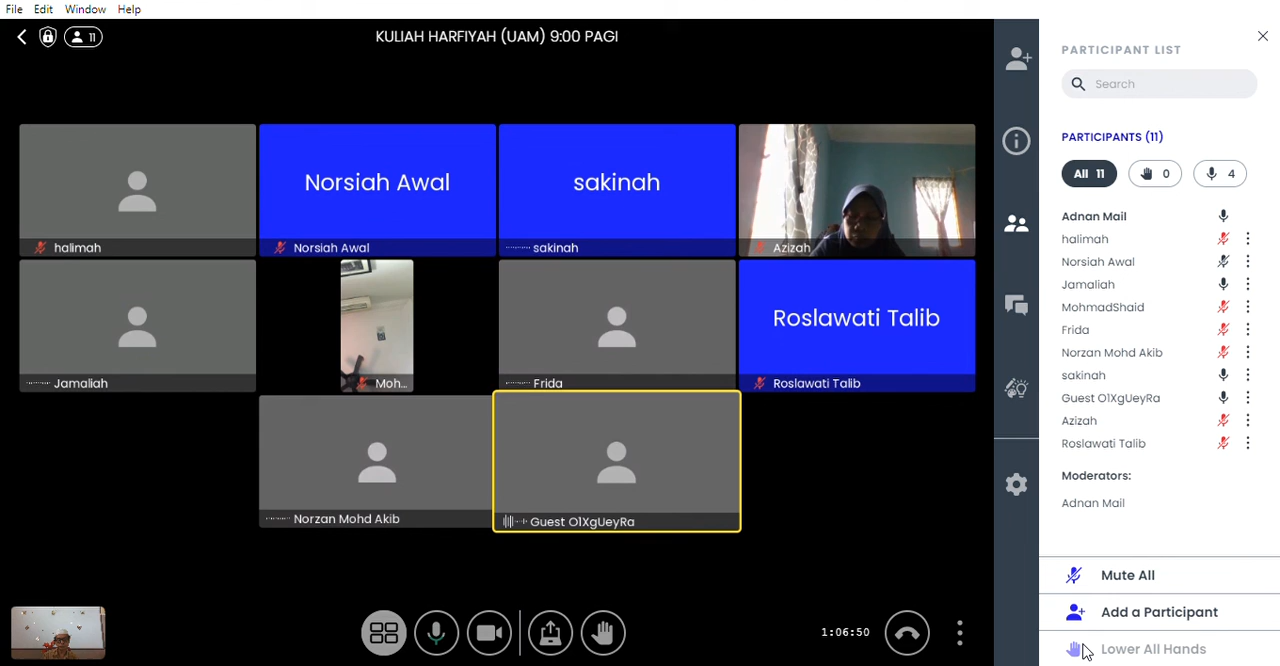 File Edit Window Help
11
KULIAH HARFIYAH (UAM) 9:00 PAGI
halimah
Norsiah Awal
Norsiah Awal
sakinah
sakinah
Azizah
Jamaliah
Moh...
Frida
Roslawati Talib
Roslawati Talib
Norzan Mohd Akib
Guest O1XgUeyRa
1:06:50
PARTICIPANT LIST
Search
PARTICIPANTS (11)
All 11 0 4
Adnan Mail
halimah
Norsiah Awal
Jamaliah
MohmadShaid
Frida
Norzan Mohd Akib
sakinah
Guest O1XgUeyRa
Azizah
Roslawati Talib
Moderators:
Adnan Mail
Mute All
Add a Participant
Lower All Hands